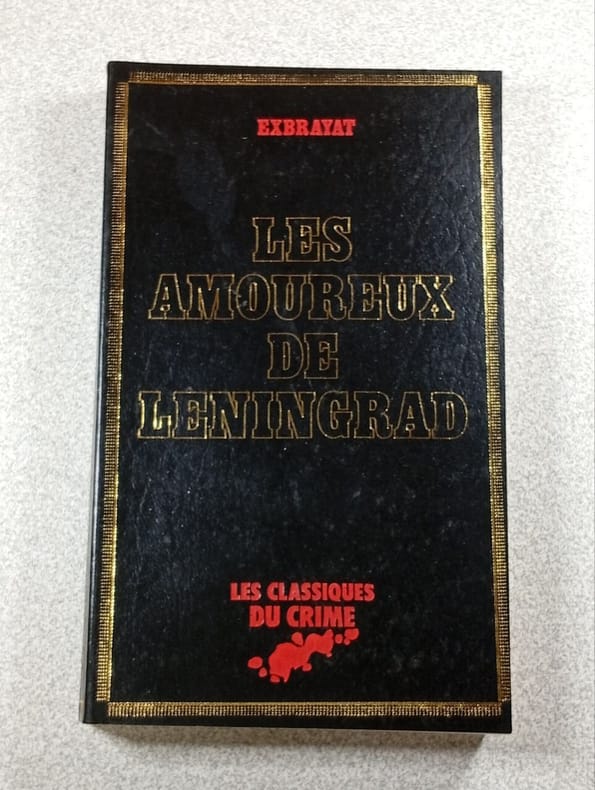 EXBRAYAT
LES
AMOUREUX
DE
LENINGRAD
LES CLASSIQUES
DU CRIME